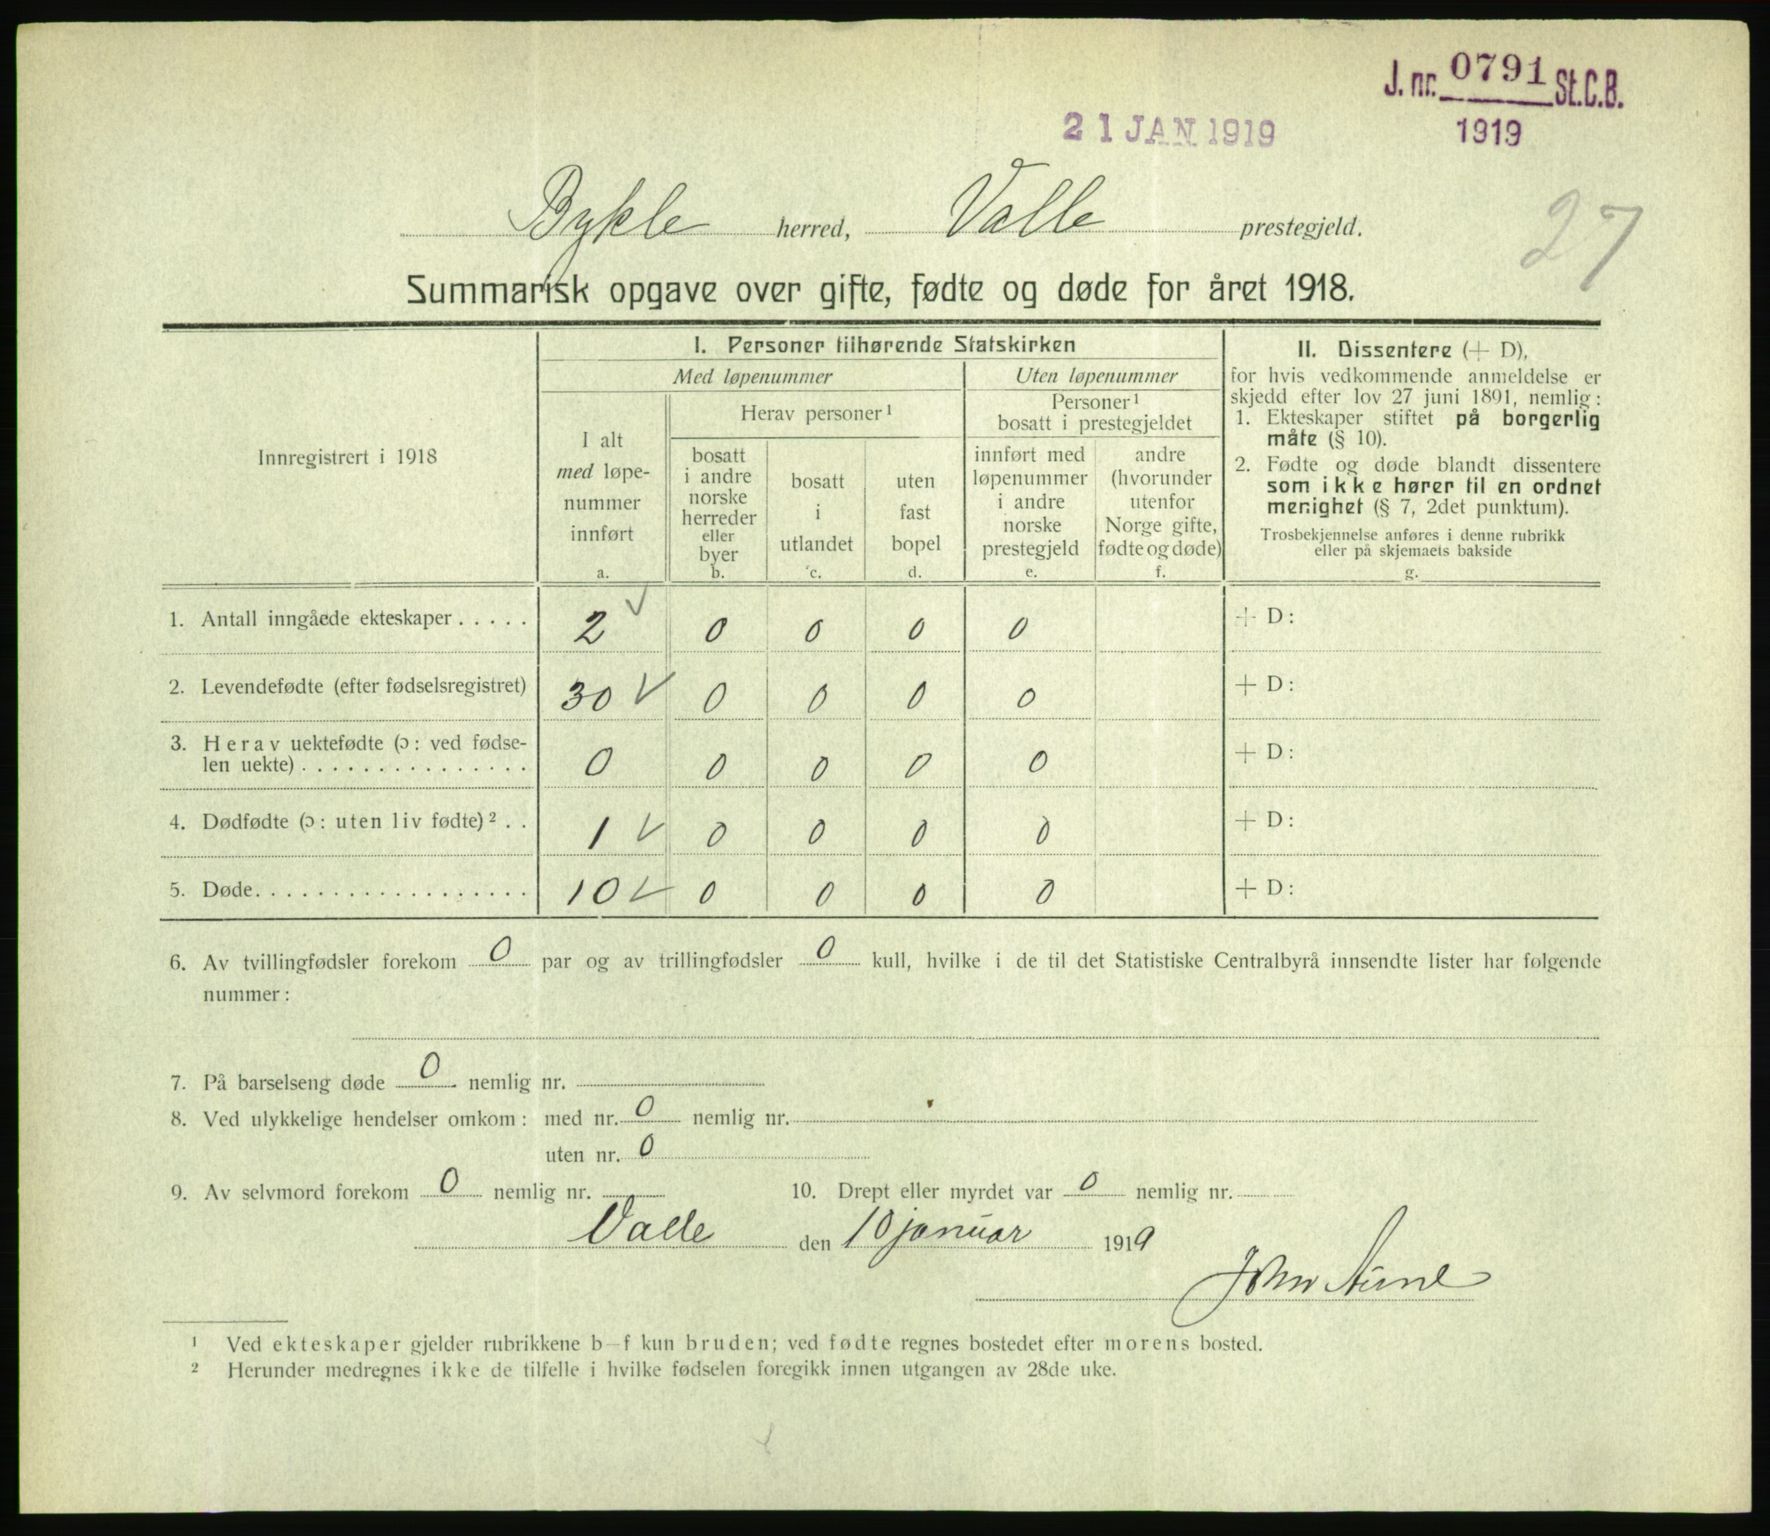 J. nr. 0791 St.C.B.
1919
21 JAN 1919
27
Bykle herred, Valle prestegjeld.
Summarisk opgave over gifte, fødte og døde for året 1918.
Innregistrert i 1918
I. Personer tilhørende Statskirken
Med løpenummer
Uten løpenummer
I alt
med løpe-
nummer
innført
a.
Herav personer¹
bosatt
i andre
norske
herreder
eller
byer
b.
bosatt
i
utlandet
c.
uten
fast
bopel
d.
Personer¹
bosatt i prestegjeldet
innført med
løpenummer
i andre
norske
prestegjeld
e.
andre
(hvorunder
utenfor
Norge gifte,
fødte og døde)
f.
II. Dissentere (+ D),
for hvis vedkommende anmeldelse er
skjedd efter lov 27 juni 1891, nemlig:
1. Ekteskaper stiftet på borgerlig
måte (§ 10).
2. Fødte og døde blandt dissentere
som ikke hører til en ordnet
menighet (§ 7, 2det punktum).
Trosbekjennelse anføres i denne rubrikk
eller på skjemaets bakside
g.
1. Antall inngåede ekteskaper . . . . . 2 ✓ 0 0 0 0 + D:
2. Levendefødte (efter fødselsregistret) 30 ✓ 0 0 0 0 + D:
3. Herav uektefødte (ɔ: ved fødse-
len uekte) . . . . . . . . . . . . . . . 0 0 0 0 0 + D:
4. Dødfødte (ɔ: uten liv fødte)² . . 1 ✓ 0 0 0 0 + D:
5. Døde. . . . . . . . . . . . . . . . . . 10 ✓ 0 0 0 0 + D:
6. Av tvillingfødsler forekom 0 par og av trillingfødsler 0 kull, hvilke i de til det Statistiske Centralbyrå innsendte lister har følgende
nummer:
7. På barselseng døde 0 nemlig nr.
8. Ved ulykkelige hendelser omkom: med nr. 0 nemlig nr.
uten nr. 0
9. Av selvmord forekom 0 nemlig nr. 10. Drept eller myrdet var 0 nemlig nr.
Valle den 10 januar 1919
John Aune
¹ Ved ekteskaper gjelder rubrikkene b–f kun bruden; ved fødte regnes bostedet efter morens bosted.
² Herunder medregnes ikke de tilfelle i hvilke fødselen foregikk innen utgangen av 28de uke.